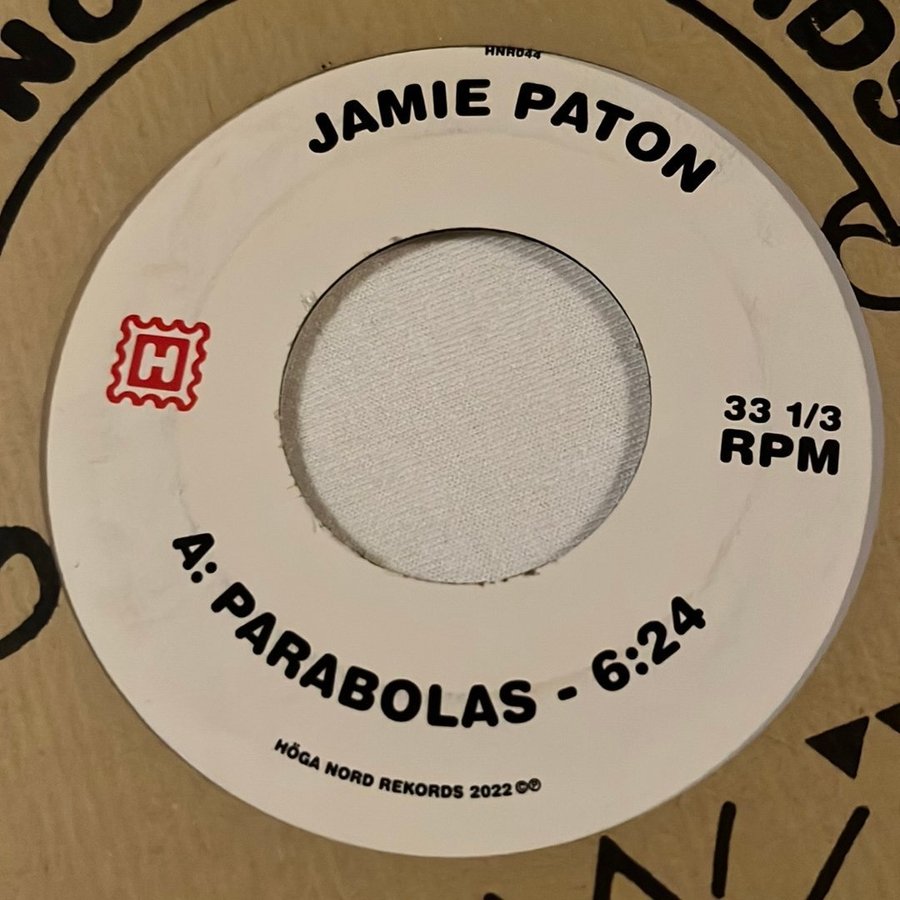 HNR044
JAMIE PATON
H
33 1/3
RPM
A: PARABOLAS - 6:24
HÖGA NORD REKORDS 2022 ©℗